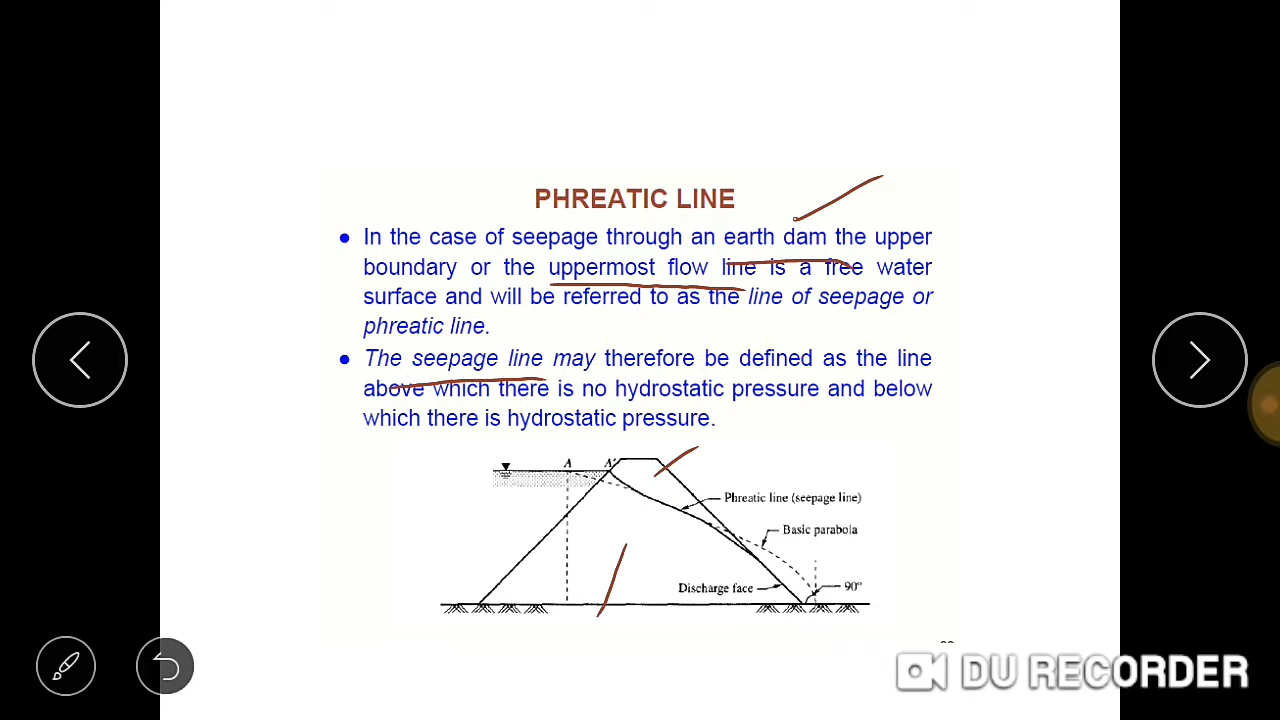 PHREATIC LINE
• In the case of seepage through an earth dam the upper
boundary or the uppermost flow line is a free water
surface and will be referred to as the line of seepage or
phreatic line.
• The seepage line may therefore be defined as the line
above which there is no hydrostatic pressure and below
which there is hydrostatic pressure.
A A'
Phreatic line (seepage line)
Basic parabola
Discharge face
90°
DU RECORDER